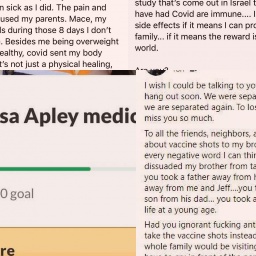 n sick as I did. The pain and
used my parents. Mace, my
ls during those 8 days I don't
o. Besides me being overweight
ealthy, covid sent my body
t's not just a physical healing,
study that's come out in Israel t
have had Covid are immune.... I
side effects if it means I can pro
family... if it means the reward is
world.
sa Apley medic
0 goal
re
I wish I could be talking to yo
hang out soon. We were sepa
we are separated again. To los
miss you so much.
To all the friends, neighbors, a
about vaccine shots to my bro
every negative word I can thin
dissuaded my brother from ta
you took a father away from h
away from me and Jeff....you t
son from his dad... you took a
life at a young age.
Had you ignorant fucking ant
take the vaccine shots instead
whole family would be visiting